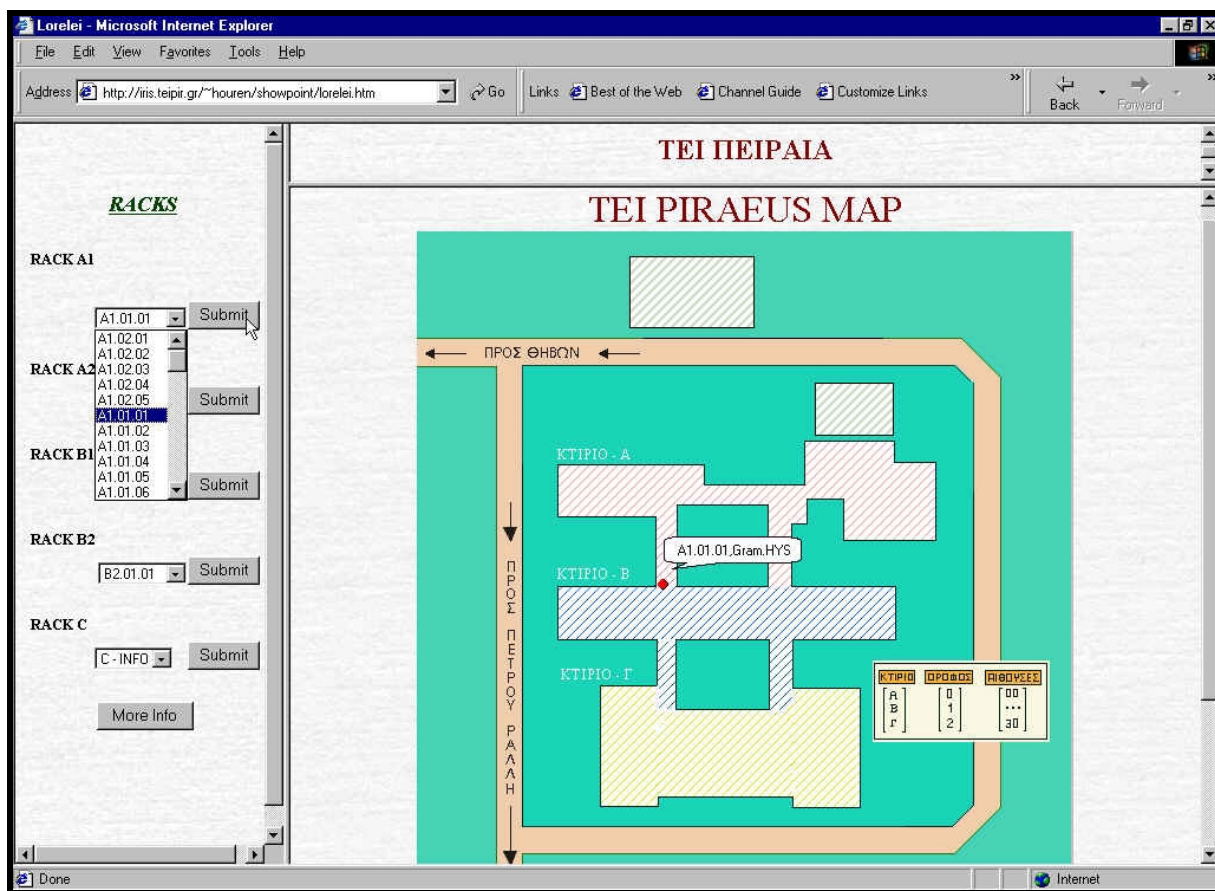 Lorelei - Microsoft Internet Explorer
File Edit View Favorites Tools Help
Address http://iris.teipir.gr/~houren/showpoint/lorelei.htm Go Links Best of the Web Channel Guide Customize Links » Back Forward »
RACKS
RACK A1
A1.01.01 Submit
A1.02.01
A1.02.02
A1.02.03
A1.02.04
A1.02.05
A1.01.01
A1.01.02
A1.01.03
A1.01.04
A1.01.05
A1.01.06
RACK A2
Submit
RACK B1
Submit
RACK B2
B2.01.01 Submit
RACK C
C - INFO Submit
More Info
ΤΕΙ ΠΕΙΡΑΙΑ
TEI PIRAEUS MAP
ΠΡΟΣ ΘΗΒΩΝ
ΚΤΙΡΙΟ - Α
A1.01.01,Gram.HYS
ΚΤΙΡΙΟ - Β
ΚΤΙΡΙΟ - Γ
ΠΡΟΣ ΠΕΤΡΟΥ ΡΑΛΛΗ
ΚΤΙΡΙΟ ΟΡΟΦΟΣ ΑΙΘΟΥΣΕΣ
Α 0 00
Β 1 ...
Γ 2 30
Done Internet